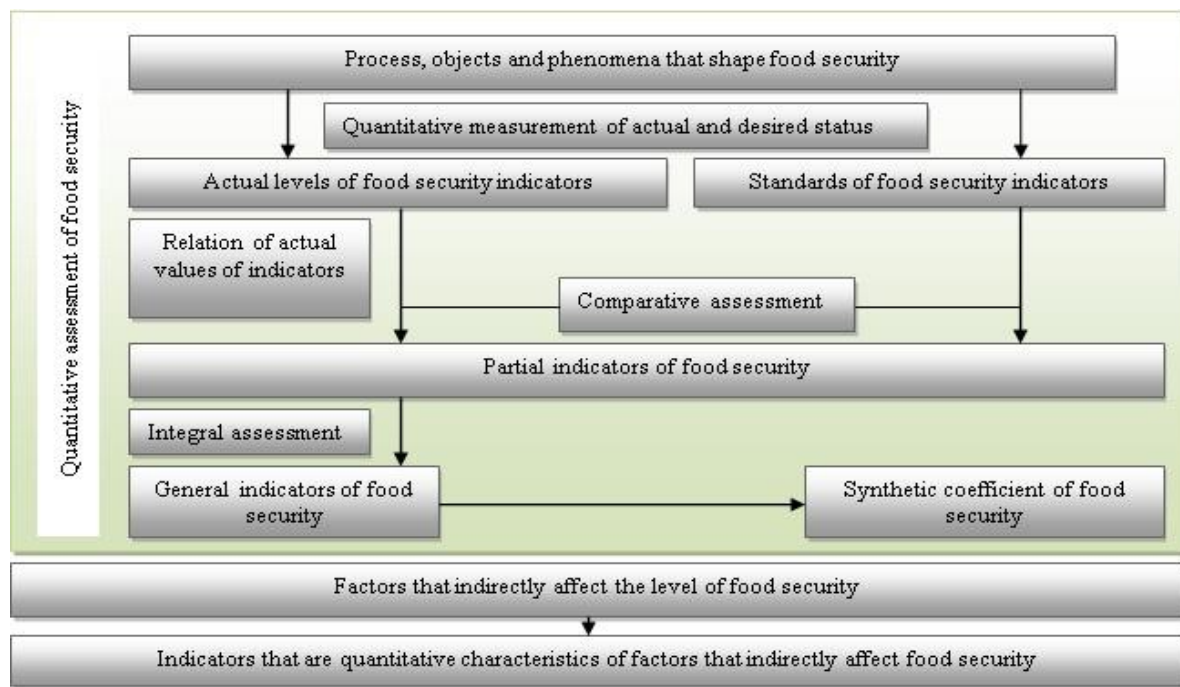 Quantitative assessment of food security
Process, objects and phenomena that shape food security
Quantitative measurement of actual and desired status
Actual levels of food security indicators
Standards of food security indicators
Relation of actual
values of indicators
Comparative assessment
Partial indicators of food security
Integral assessment
General indicators of food
security
Synthetic coefficient of food
security
Factors that indirectly affect the level of food security
Indicators that are quantitative characteristics of factors that indirectly affect food security